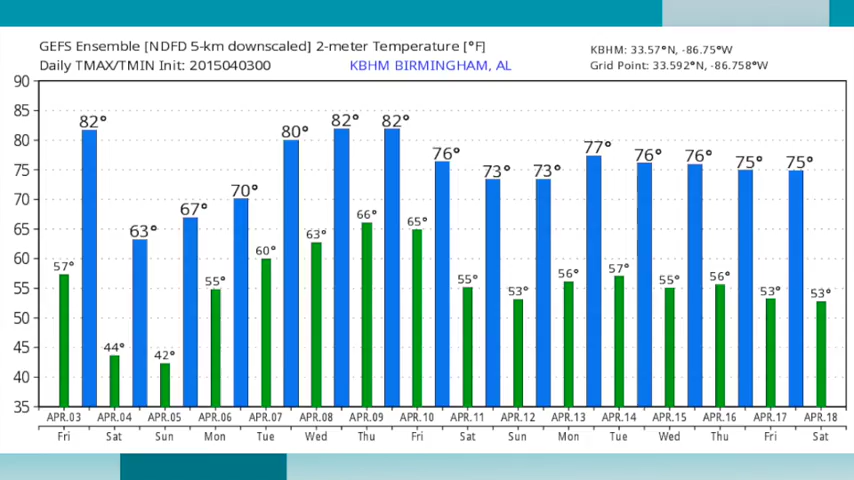 GEFS Ensemble [NDFD 5-km downscaled] 2-meter Temperature [°F]
KBHM: 33.57°N, -86.75°W
Daily TMAX/TMIN Init: 2015040300
KBHM BIRMINGHAM, AL
Grid Point: 33.592°N, -86.758°W
90
85
80
75
70
65
60
55
50
45
40
35
82° 63° 67° 70° 80° 82° 82° 76° 73° 73° 77° 76° 76° 75° 75°
57° 44° 42° 55° 60° 63° 66° 65° 55° 53° 56° 57° 55° 56° 53° 53°
APR.03 APR.04 APR.05 APR.06 APR.07 APR.08 APR.09 APR.10 APR.11 APR.12 APR.13 APR.14 APR.15 APR.16 APR.17 APR.18
Fri Sat Sun Mon Tue Wed Thu Fri Sat Sun Mon Tue Wed Thu Fri Sat